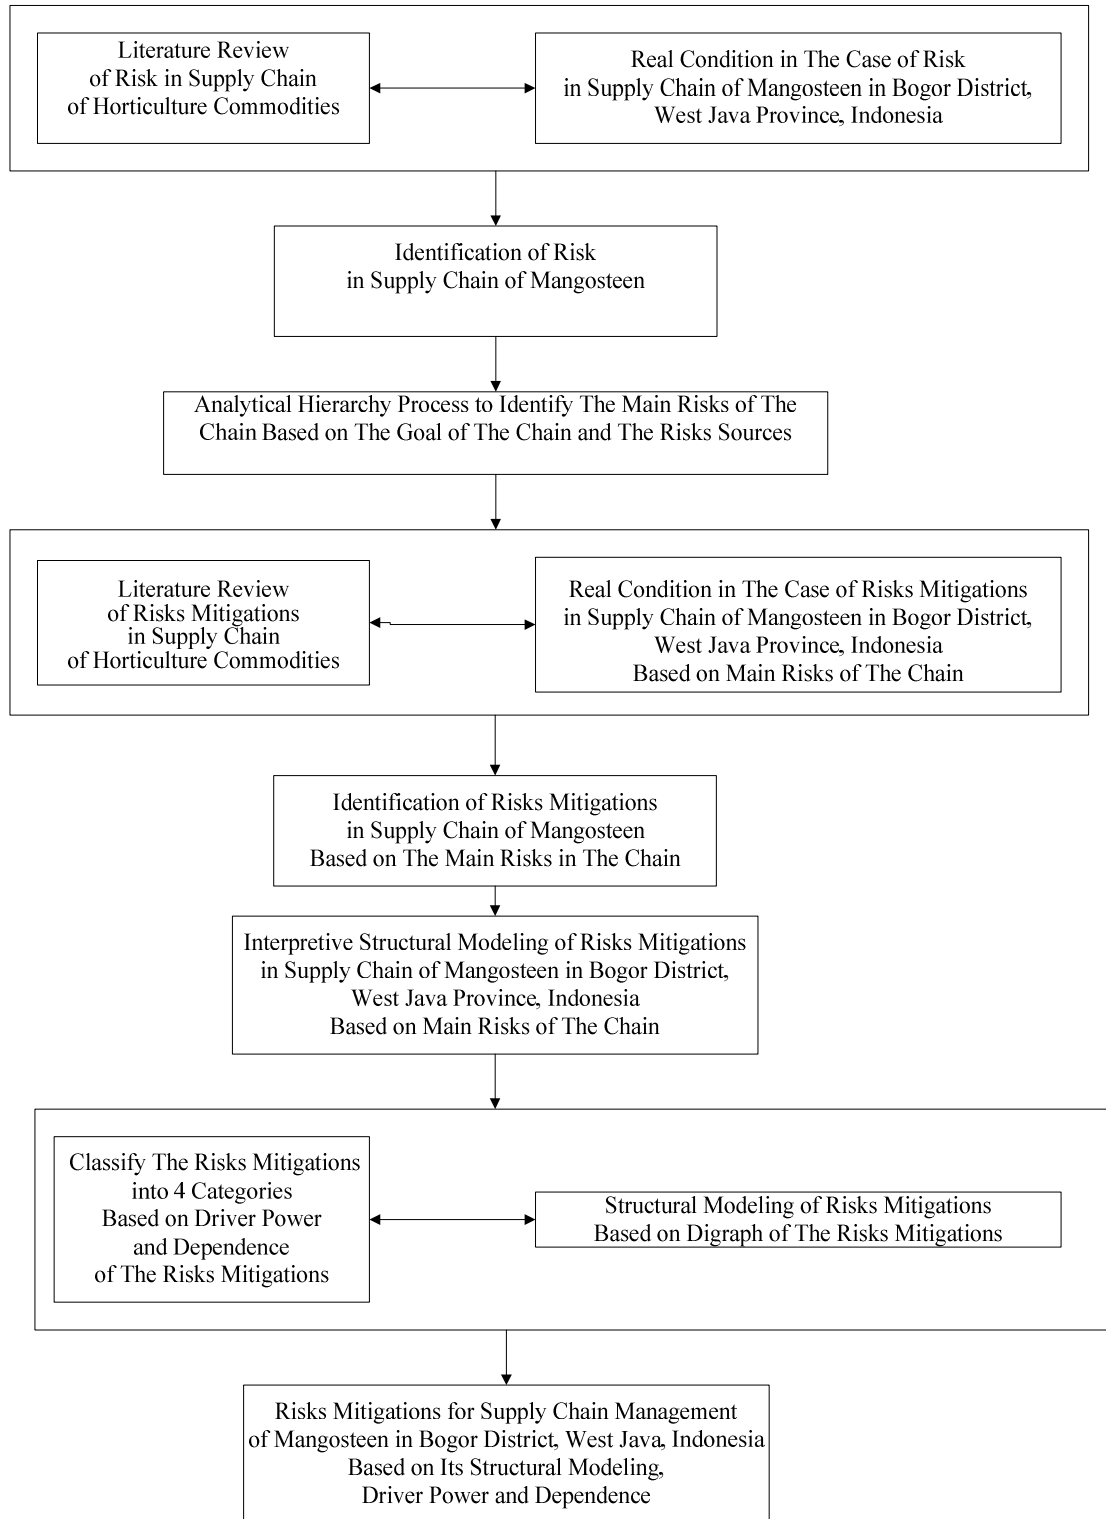 Literature Review
of Risk in Supply Chain
of Horticulture Commodities
Real Condition in The Case of Risk
in Supply Chain of Mangosteen in Bogor District,
West Java Province, Indonesia
Identification of Risk
in Supply Chain of Mangosteen
Analytical Hierarchy Process to Identify The Main Risks of The
Chain Based on The Goal of The Chain and The Risks Sources
Literature Review
of Risks Mitigations
in Supply Chain
of Horticulture Commodities
Real Condition in The Case of Risks Mitigations
in Supply Chain of Mangosteen in Bogor District,
West Java Province, Indonesia
Based on Main Risks of The Chain
Identification of Risks Mitigations
in Supply Chain of Mangosteen
Based on The Main Risks in The Chain
Interpretive Structural Modeling of Risks Mitigations
in Supply Chain of Mangosteen in Bogor District,
West Java Province, Indonesia
Based on Main Risks of The Chain
Classify The Risks Mitigations
into 4 Categories
Based on Driver Power
and Dependence
of The Risks Mitigations
Structural Modeling of Risks Mitigations
Based on Digraph of The Risks Mitigations
Risks Mitigations for Supply Chain Management
of Mangosteen in Bogor District, West Java, Indonesia
Based on Its Structural Modeling,
Driver Power and Dependence